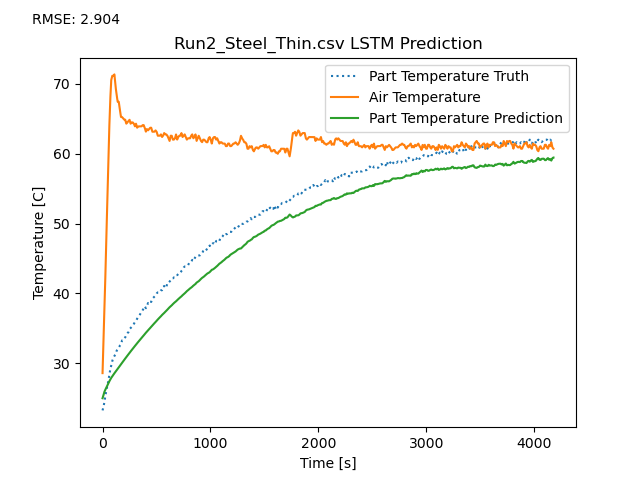 RMSE: 2.904
Run2_Steel_Thin.csv LSTM Prediction
Part Temperature Truth
Air Temperature
Part Temperature Prediction
70
60
50
40
30
Temperature [C]
0 1000 2000 3000 4000
Time [s]